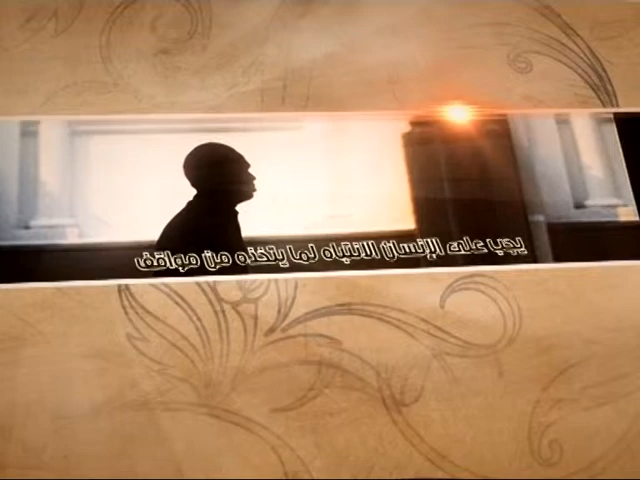 يجب على الإنسان الانتباه لما يتخذه من مواقف